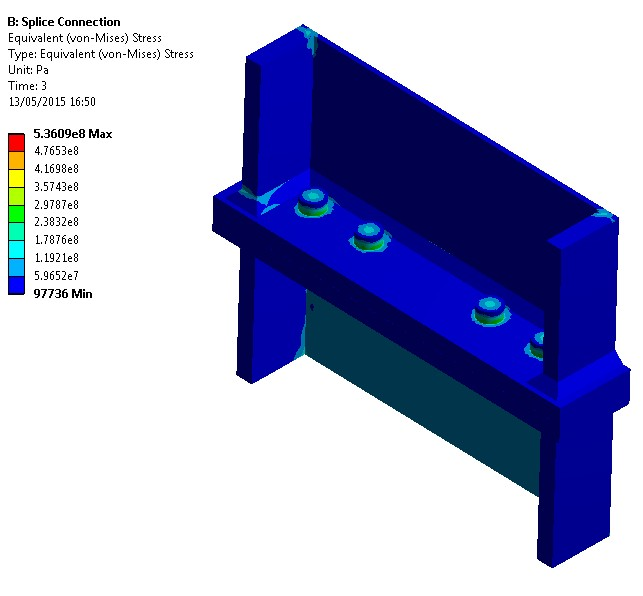 B: Splice Connection
Equivalent (von-Mises) Stress
Type: Equivalent (von-Mises) Stress
Unit: Pa
Time: 3
13/05/2015 16:50
5.3609e8 Max
4.7653e8
4.1698e8
3.5743e8
2.9787e8
2.3832e8
1.7876e8
1.1921e8
5.9652e7
97736 Min